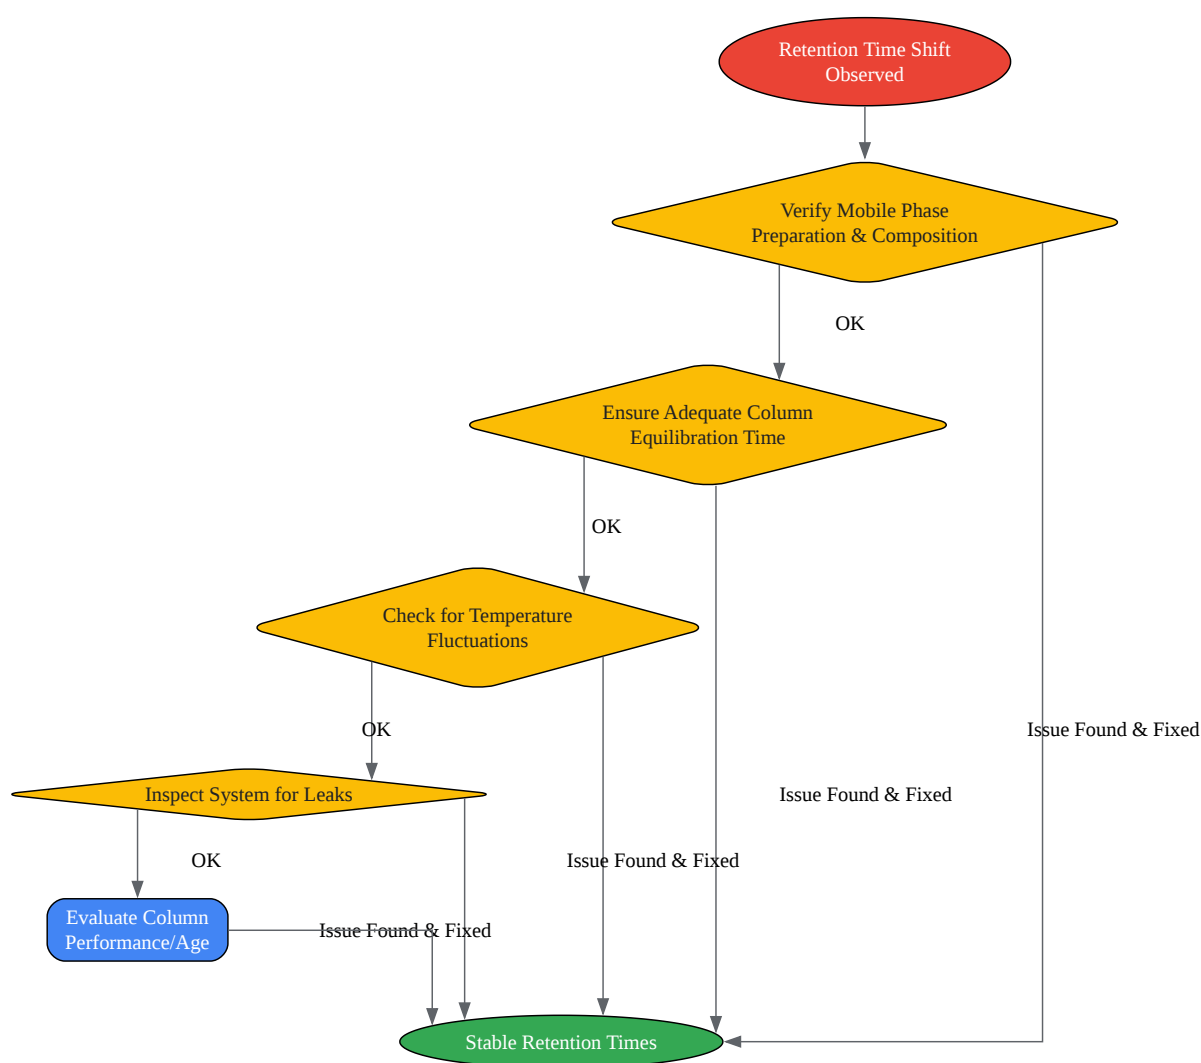 Retention Time Shift
Observed
Verify Mobile Phase
Preparation & Composition
OK
Ensure Adequate Column
Equilibration Time
OK
Check for Temperature
Fluctuations
OK
Issue Found & Fixed
Inspect System for Leaks
Issue Found & Fixed
OK
Issue Found & Fixed
Evaluate Column
Performance/Age
Issue Found & Fixed
Stable Retention Times